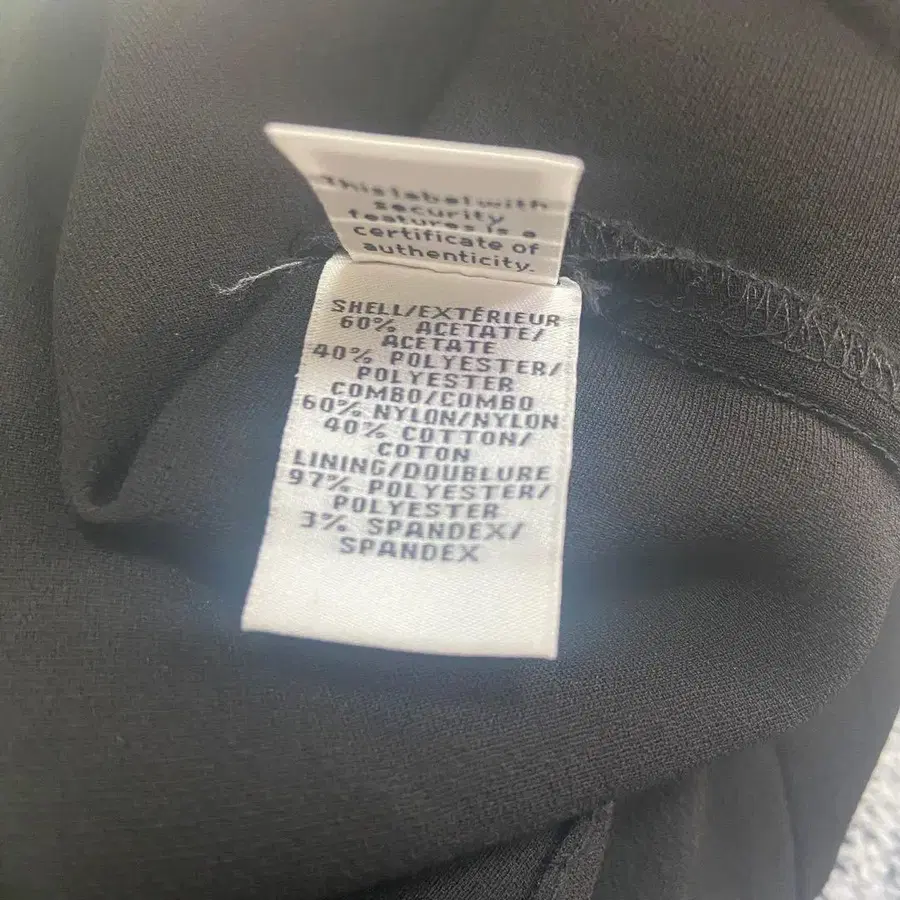 This label with
security
features is a
certificate of
authenticity.
SHELL/EXTÉRIEUR
60% ACETATE/
ACETATE
40% POLYESTER/
POLYESTER
COMBO/COMBO
60% NYLON/NYLON
40% COTTON/
COTON
LINING/DOUBLURE
97% POLYESTER/
POLYESTER
3% SPANDEX/
SPANDEX